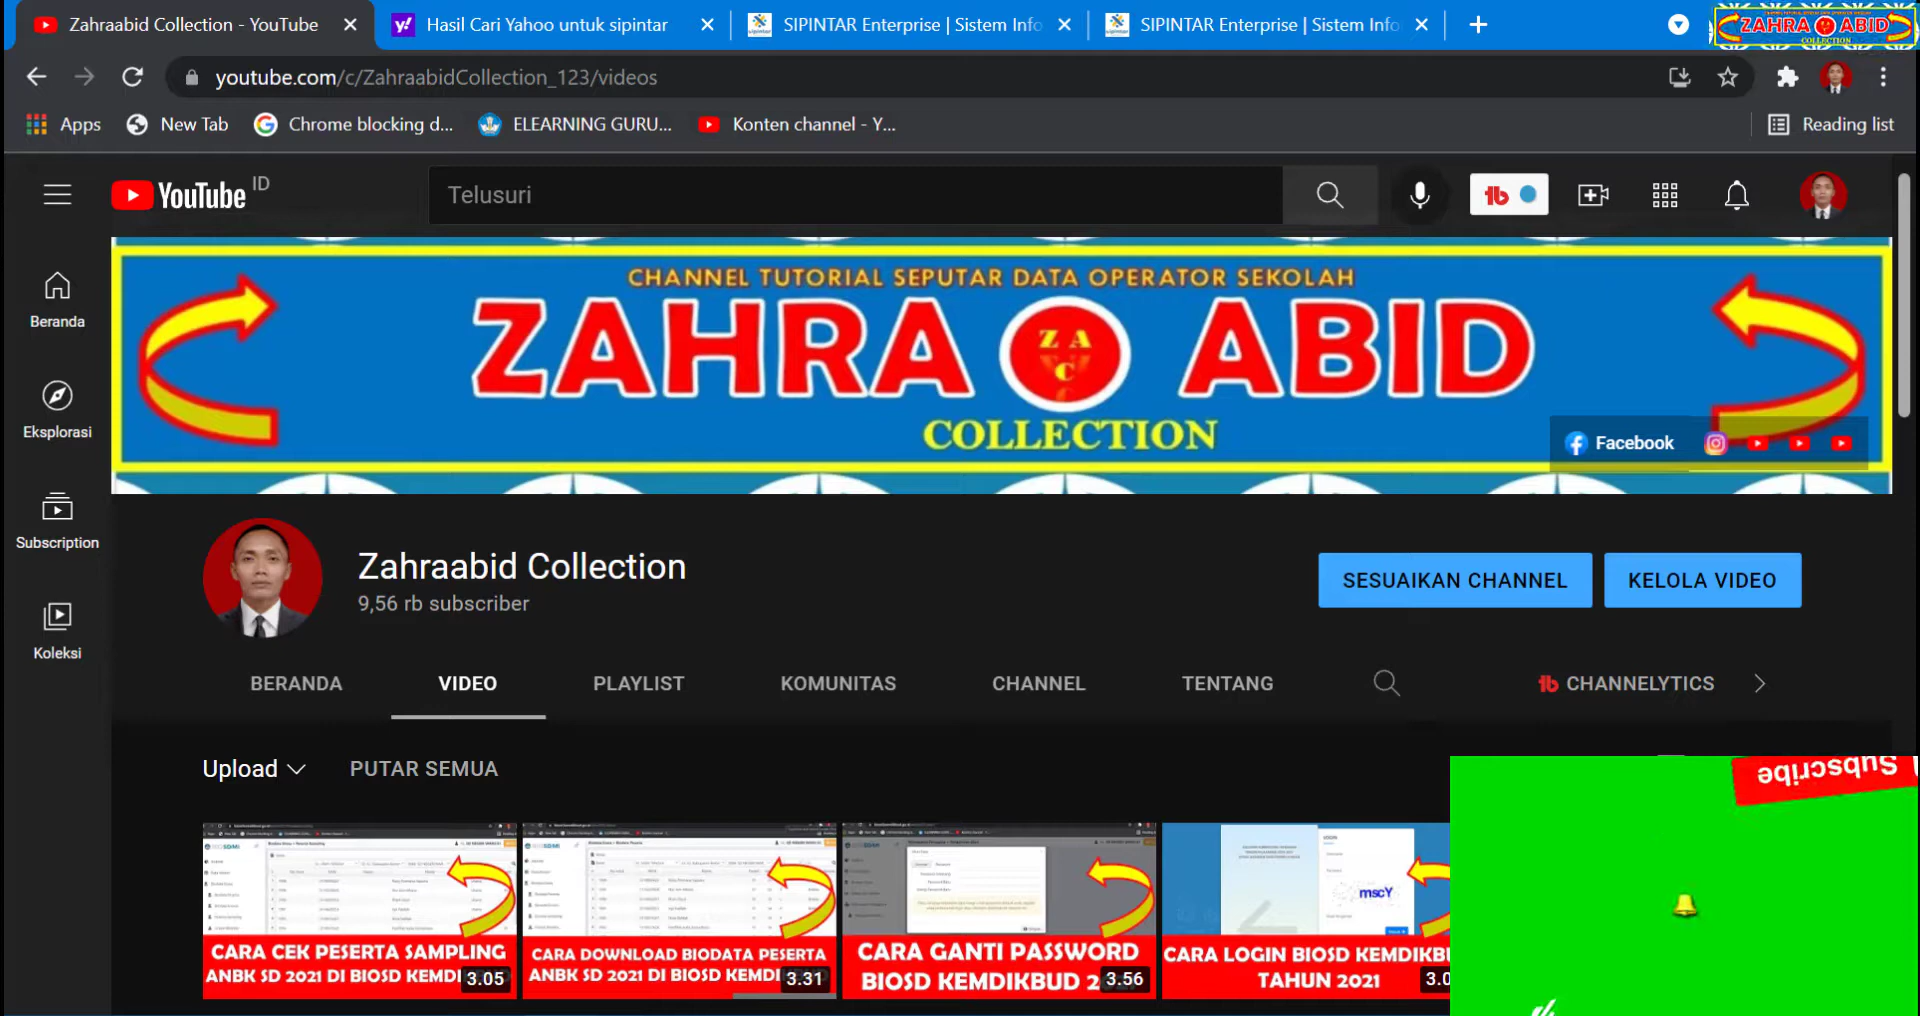 Zahraabid Collection - YouTube
Hasil Cari Yahoo untuk sipintar
SIPINTAR Enterprise | Sistem Info
SIPINTAR Enterprise | Sistem Info
ZAHRA ABID
COLLECTION
youtube.com/c/ZahraabidCollection_123/videos
Apps
New Tab
Chrome blocking d...
ELEARNING GURU...
Konten channel - Y...
Reading list
YouTube ID
Telusuri
CHANNEL TUTORIAL SEPUTAR DATA OPERATOR SEKOLAH
ZAHRA ABID
Z A
C
COLLECTION
Facebook
Beranda
Eksplorasi
Subscription
Koleksi
Zahraabid Collection
9,56 rb subscriber
SESUAIKAN CHANNEL
KELOLA VIDEO
BERANDA
VIDEO
PLAYLIST
KOMUNITAS
CHANNEL
TENTANG
CHANNELYTICS
Upload
PUTAR SEMUA
Subscribe
CARA CEK PESERTA SAMPLING
ANBK SD 2021 DI BIOSD KEMDI
3.05
CARA DOWNLOAD BIODATA PESERTA
ANBK SD 2021 DI BIOSD KEMDI
3.31
CARA GANTI PASSWORD
BIOSD KEMDIKBUD 2
3.56
LOGIN
mscY
CARA LOGIN BIOSD KEMDIKB
TAHUN 2021
3.0